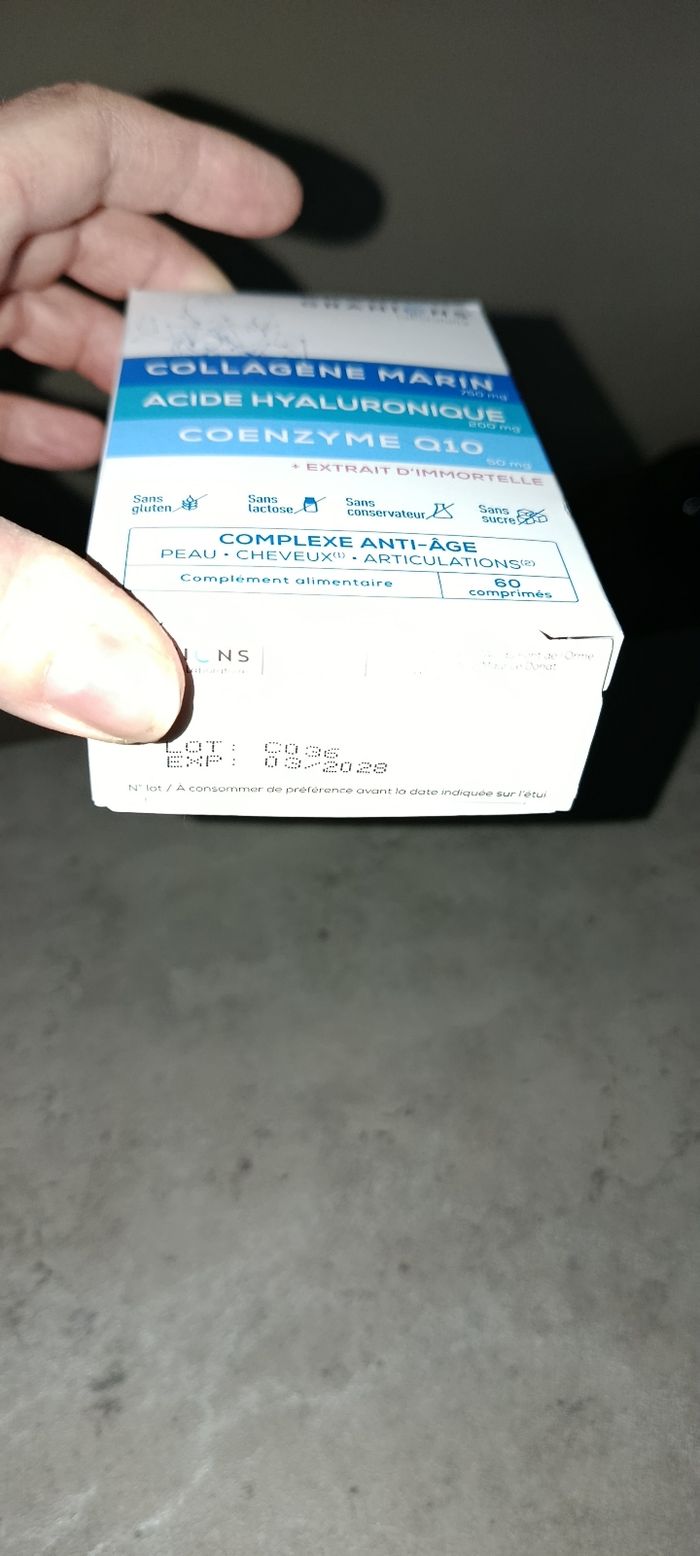 COLLAGÈNE MARIN
750 mg
ACIDE HYALURONIQUE
200 mg
COENZYME Q10
50 mg
+ EXTRAIT D'IMMORTELLE
Sans gluten
Sans lactose
Sans conservateur
Sans sucre
COMPLEXE ANTI-ÂGE
PEAU • CHEVEUX(1) • ARTICULATIONS(2)
Complément alimentaire
60 comprimés
NS
LOT : C036
EXP : 03/2028
N° lot / À consommer de préférence avant la date indiquée sur l'étui